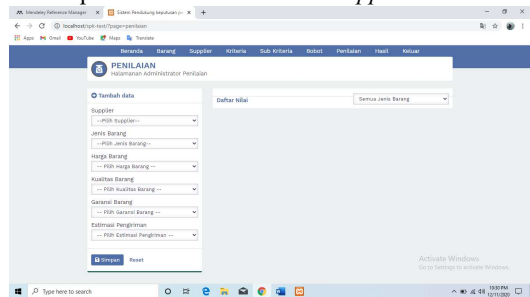 Mendeley Reference Manager
Sistem Pendukung keputusan pe
localhost/spk-test/?page=penilaian
Apps Gmail YouTube Maps Translate
Beranda Barang Supplier Kriteria Sub Kriteria Bobot Penilaian Hasil Keluar
PENILAIAN
Halamanan Administrator Penilaian
Tambah data
Daftar Nilai
Semua Jenis Barang
Supplier
--Pilih Supplier--
Jenis Barang
--Pilih Jenis Barang--
Harga Barang
-- Pilih Harga Barang --
Kualitas Barang
-- Pilih Kualitas Barang --
Garansi Barang
-- Pilih Garansi Barang --
Estimasi Pengiriman
-- Pilih Estimasi Pengiriman --
Simpan Reset
Activate Windows
Go to Settings to activate Windows.
Type here to search
10:30 PM
12/11/2020